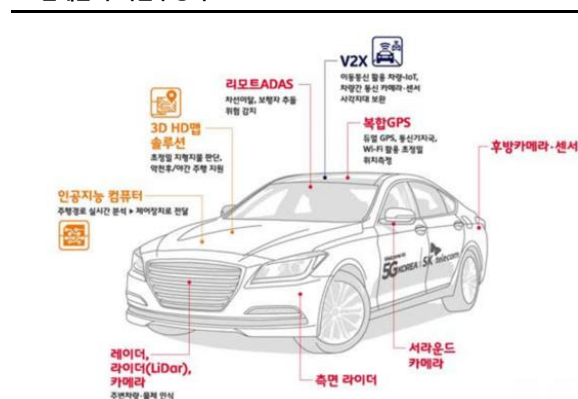 V2X
이동통신 활용 차량-IoT,
차량간 통신 카메라·센서
사각지대 보완
리모트ADAS
차선이탈, 보행자 추돌
위험 감지
복합GPS
듀얼 GPS, 통신기지국,
Wi-Fi 활용 초정밀
위치측정
3D HD맵
솔루션
초정밀 지형지물 판단,
악천후/야간 주행 지원
후방카메라·센서
인공지능 컴퓨터
주행경로 실시간 분석 ▸ 제어장치로 전달
5G KOREA
SK telecom
서라운드
카메라
측면 라이더
레이더,
라이더(LiDar),
카메라
주변차량·물체 인식